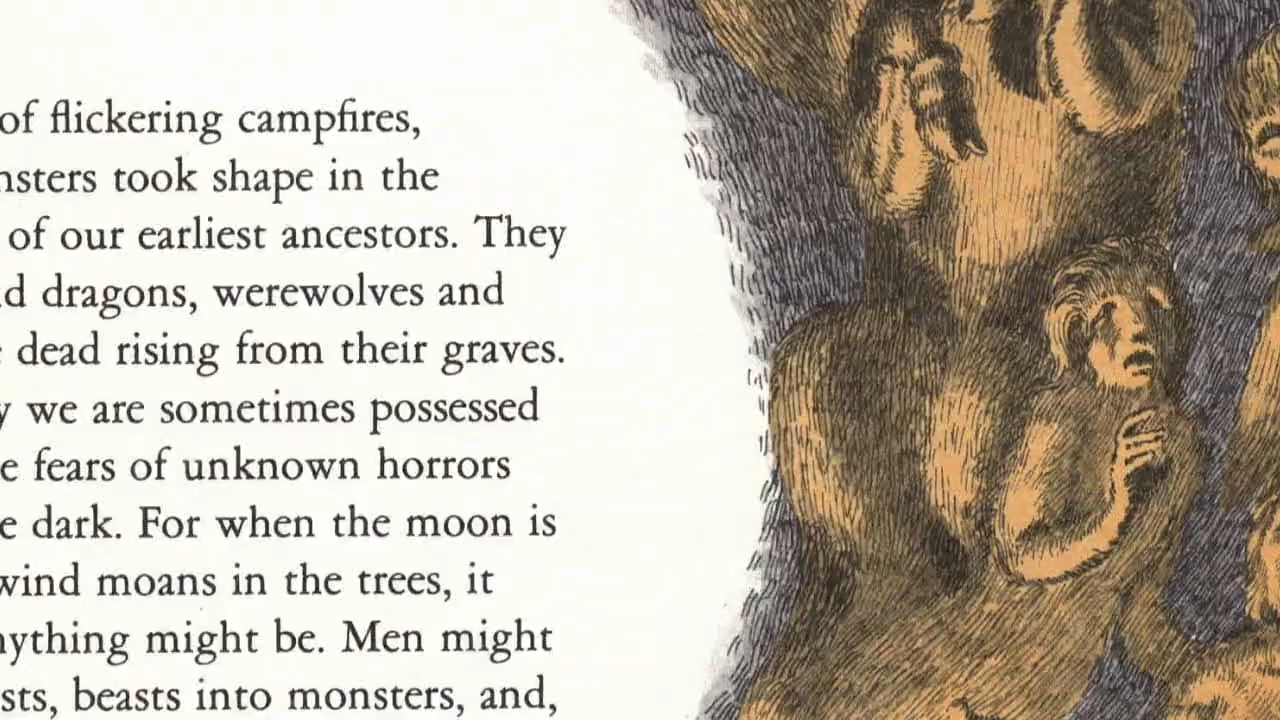 of flickering campfires,
nsters took shape in the
of our earliest ancestors. They
d dragons, werewolves and
dead rising from their graves.
y we are sometimes possessed
e fears of unknown horrors
e dark. For when the moon is
wind moans in the trees, it
nything might be. Men might
sts, beasts into monsters, and,